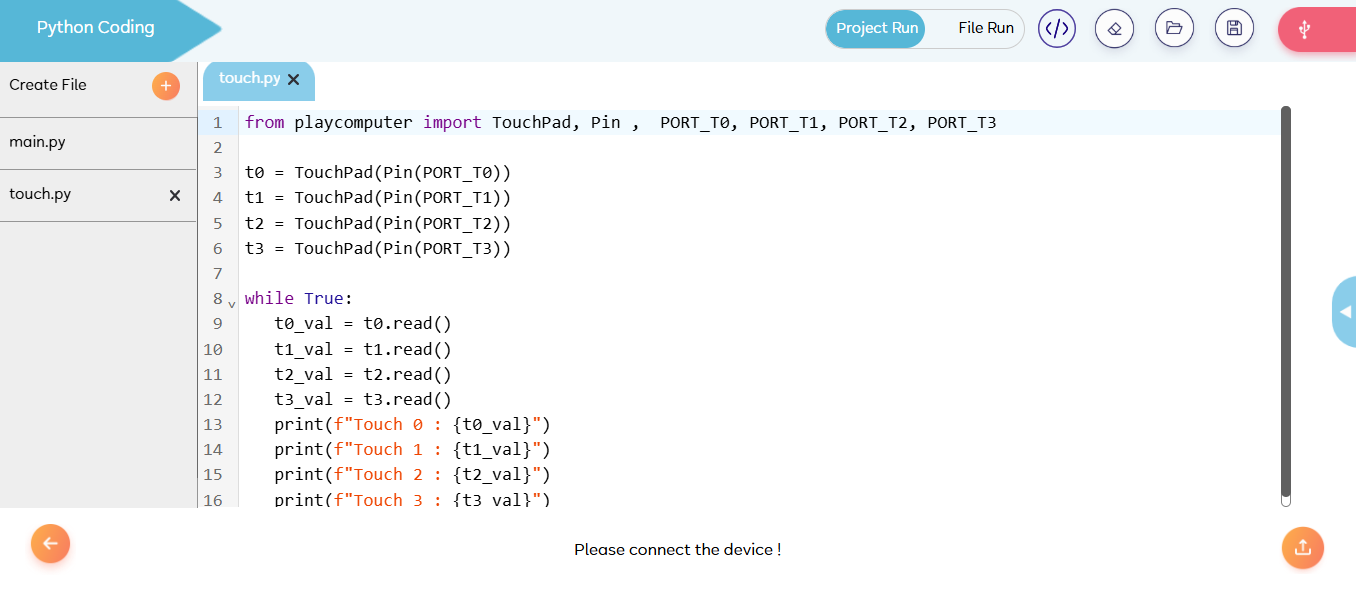 Python Coding
Project Run
File Run
</>
Create File
+
main.py
touch.py
touch.py
1 from playcomputer import TouchPad, Pin ,  PORT_T0, PORT_T1, PORT_T2, PORT_T3
2
3 t0 = TouchPad(Pin(PORT_T0))
4 t1 = TouchPad(Pin(PORT_T1))
5 t2 = TouchPad(Pin(PORT_T2))
6 t3 = TouchPad(Pin(PORT_T3))
7
8 while True:
9    t0_val = t0.read()
10    t1_val = t1.read()
11    t2_val = t2.read()
12    t3_val = t3.read()
13    print(f"Touch 0 : {t0_val}")
14    print(f"Touch 1 : {t1_val}")
15    print(f"Touch 2 : {t2_val}")
16    print(f"Touch 3 : {t3_val}")
Please connect the device !